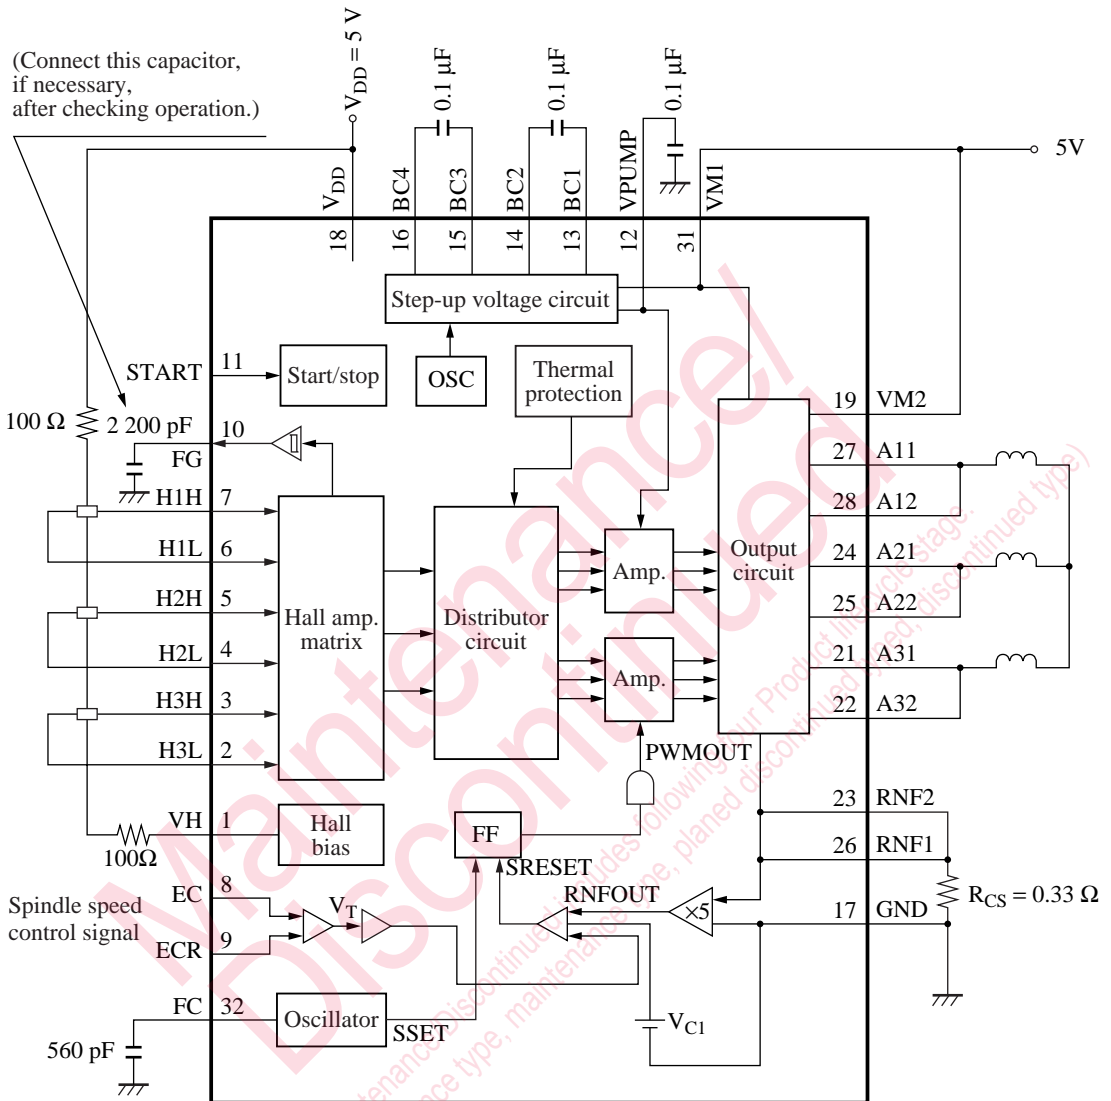 (Connect this capacitor,
if necessary,
after checking operation.)
V_DD = 5 V
0.1 µF
0.1 µF
0.1 µF
5V
V_DD
BC4
BC3
BC2
BC1
VPUMP
VM1
18
16
15
14
13
12
31
Step-up voltage circuit
START
11
Start/stop
OSC
Thermal
protection
100 Ω
2 200 pF
10
FG
19
VM2
27
A11
28
A12
24
A21
25
A22
21
A31
22
A32
H1H
7
H1L
6
H2H
5
H2L
4
H3H
3
H3L
2
Hall amp.
matrix
Distributor
circuit
Amp.
Amp.
Output
circuit
PWMOUT
VH
1
100Ω
Hall
bias
FF
SRESET
RNFOUT
×5
23
RNF2
26
RNF1
17
GND
R_CS = 0.33 Ω
Spindle speed
control signal
EC
8
ECR
9
V_T
FC
32
Oscillator
SSET
560 pF
V_C1
Maintenance/
Discontinued